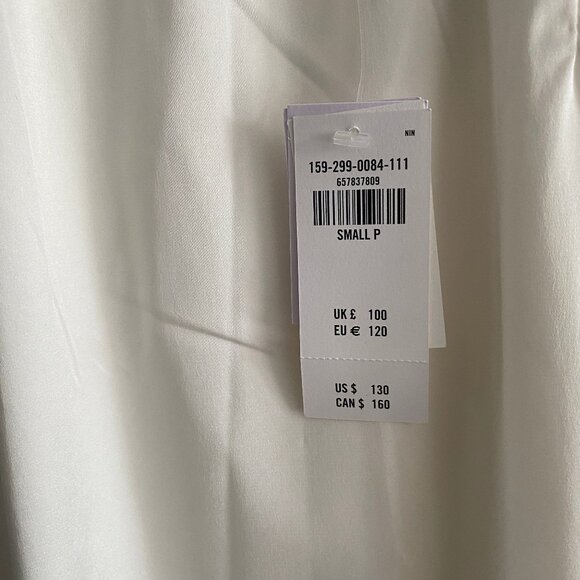 NIN
159-299-0084-111
657837809
SMALL P
UK £ 100
EU € 120
US $ 130
CAN $ 160